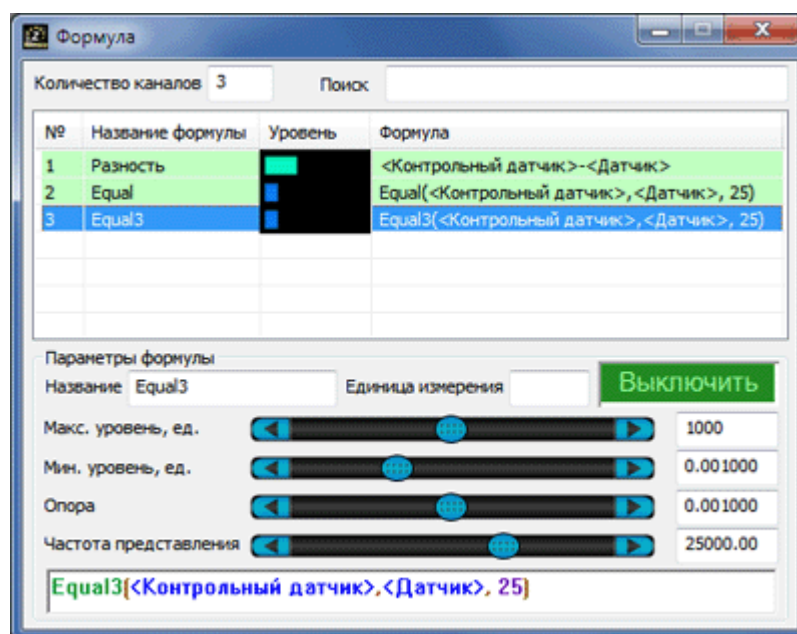 Формула
Количество каналов 3 Поиск
№ Название формулы Уровень Формула
1 Разность <Контрольный датчик>-<Датчик>
2 Equal Equal(<Контрольный датчик>,<Датчик>, 25)
3 Equal3 Equal3(<Контрольный датчик>,<Датчик>, 25)
Параметры формулы
Название Equal3 Единица измерения Выключить
Макс. уровень, ед. 1000
Мин. уровень, ед. 0.001000
Опора 0.001000
Частота представления 25000.00
Equal3(<Контрольный датчик>,<Датчик>, 25)